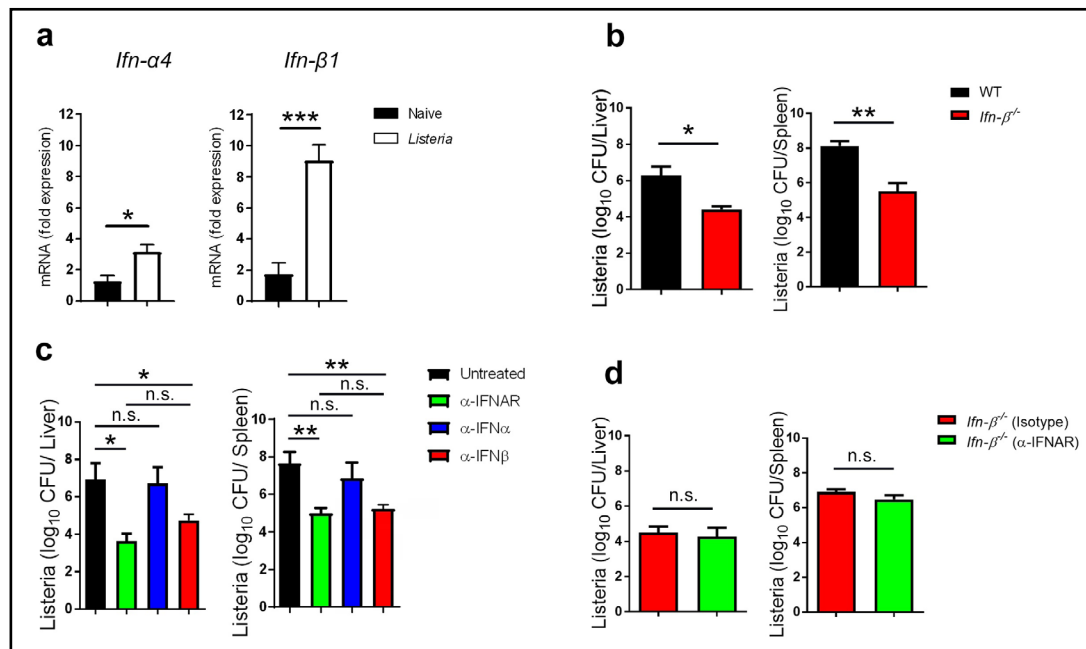 a
Ifn-α4
Ifn-β1
mRNA (fold expression)
12
10
8
6
4
2
0
*
mRNA (fold expression)
12
10
8
6
4
2
0
***
Naive
Listeria
b
Listeria (log10 CFU/Liver)
10
8
6
4
2
0
*
Listeria (log10 CFU/Spleen)
10
8
6
4
2
0
**
WT
Ifn-β-/-
c
Listeria (log10 CFU/ Liver)
10
8
6
4
2
0
*
n.s.
n.s.
*
Listeria (log10 CFU/ Spleen)
10
8
6
4
2
0
**
n.s.
n.s.
**
Untreated
α-IFNAR
α-IFNα
α-IFNβ
d
Listeria (log10 CFU/Liver)
10
8
6
4
2
0
n.s.
Listeria (log10 CFU/Spleen)
10
8
6
4
2
0
n.s.
Ifn-β-/- (Isotype)
Ifn-β-/- (α-IFNAR)